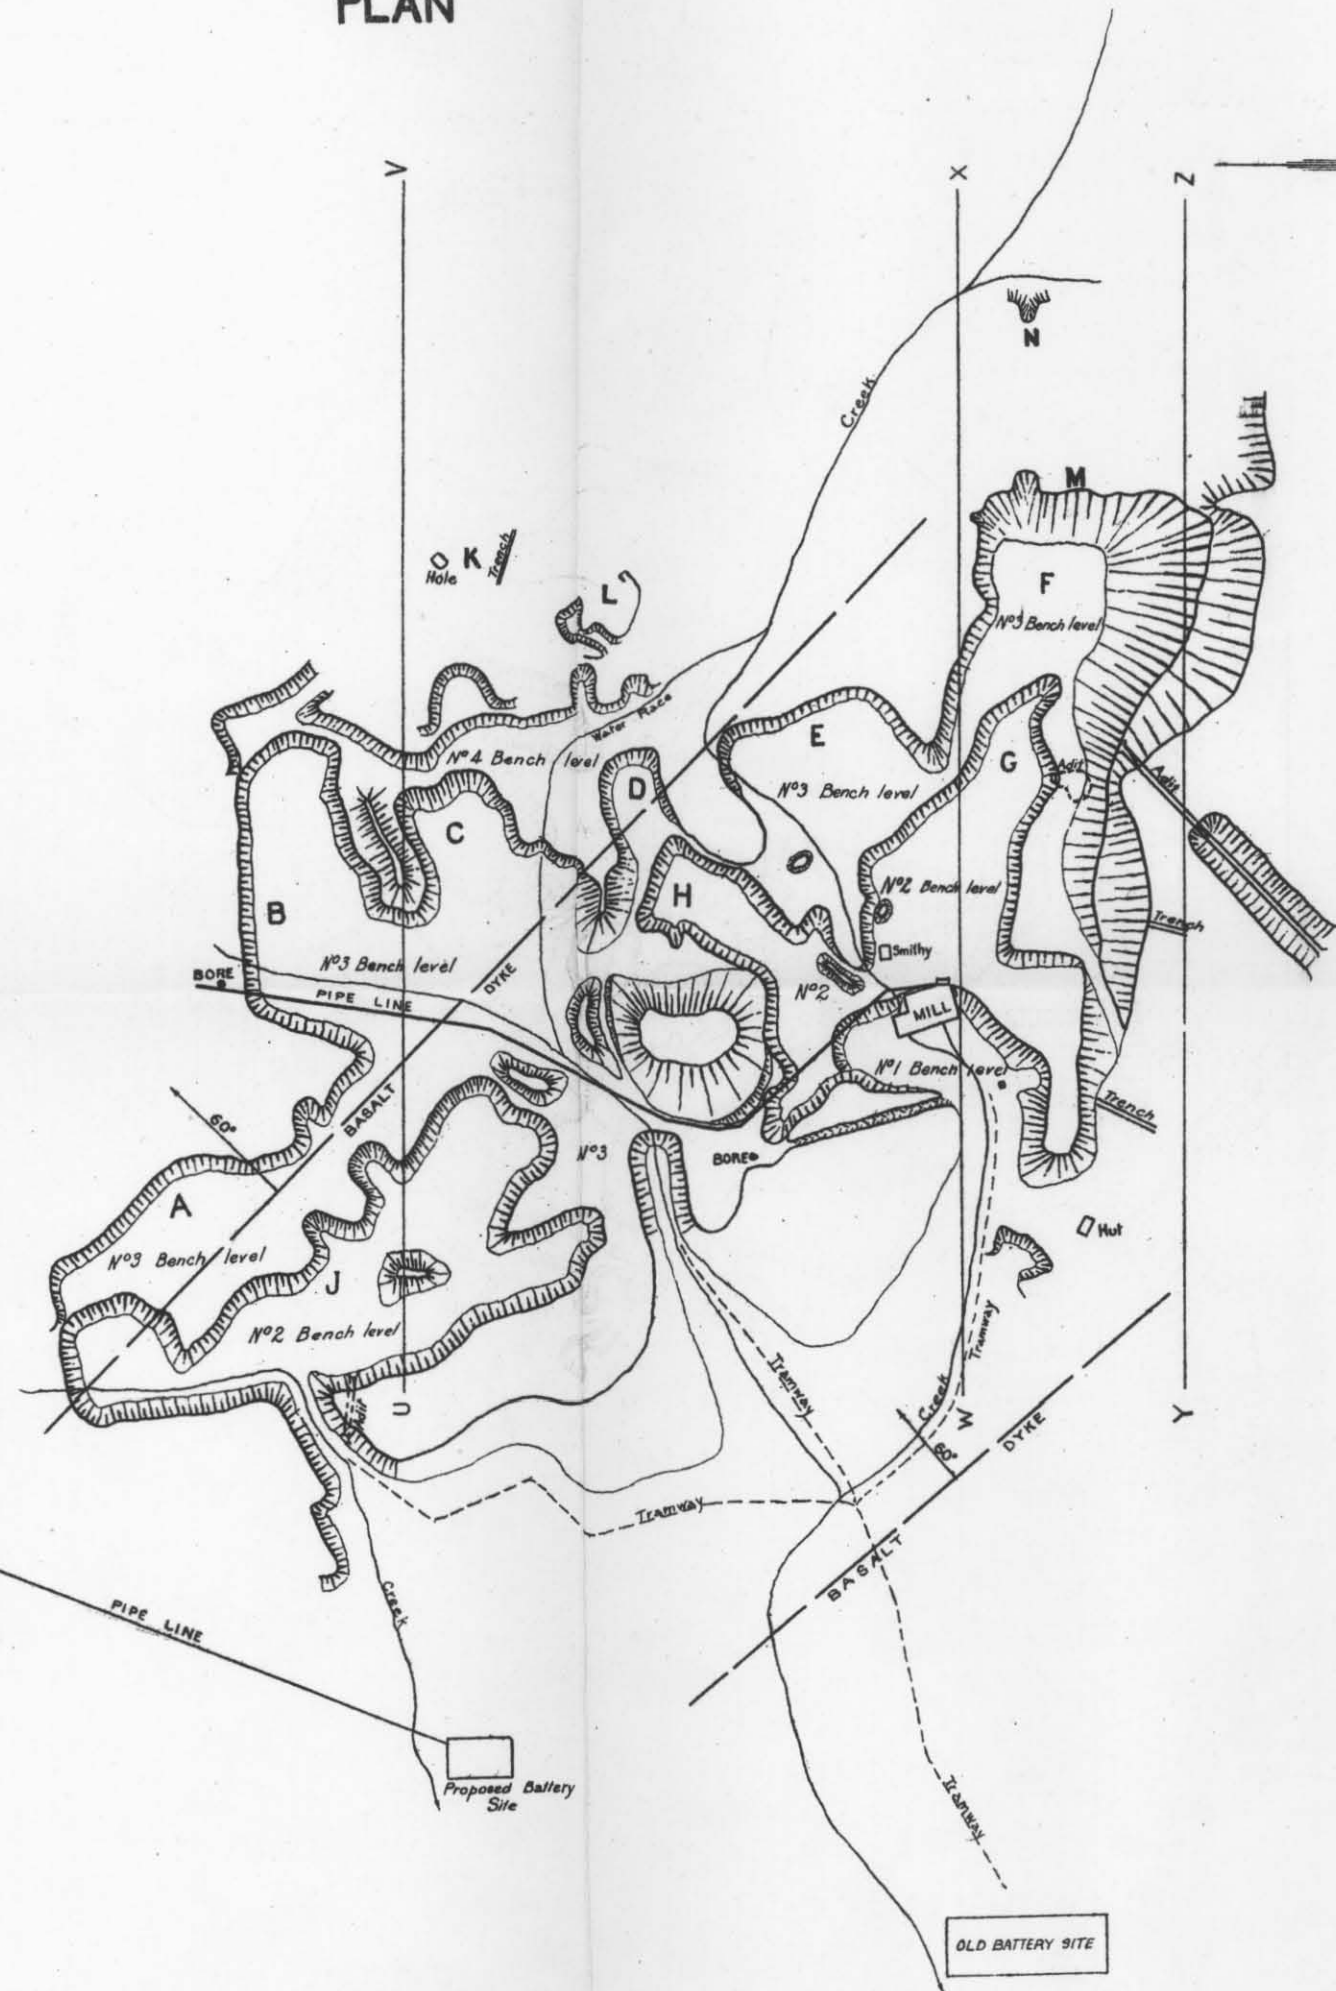 PLAN
V
X
Z
N
Creek
M
K
Hole
Trench
L
F
Nº3 Bench level
Water Race
E
Nº4 Bench level
G
Adit
Adit
D
Nº3 Bench level
C
H
Nº2 Bench level
B
Trench
Smithy
Nº3 Bench level
BORE
DYKE
Nº2
PIPE LINE
MILL
Nº1 Bench level
BASALT
Trench
60°
Nº3
BORE
A
Hut
Nº3 Bench level
J
Nº2 Bench level
Tramway
Tramway
Adit
U
Creek
W
Y
DYKE
60°
Tramway
BASALT
Creek
PIPE LINE
Proposed Battery
Site
Tramway
OLD BATTERY SITE